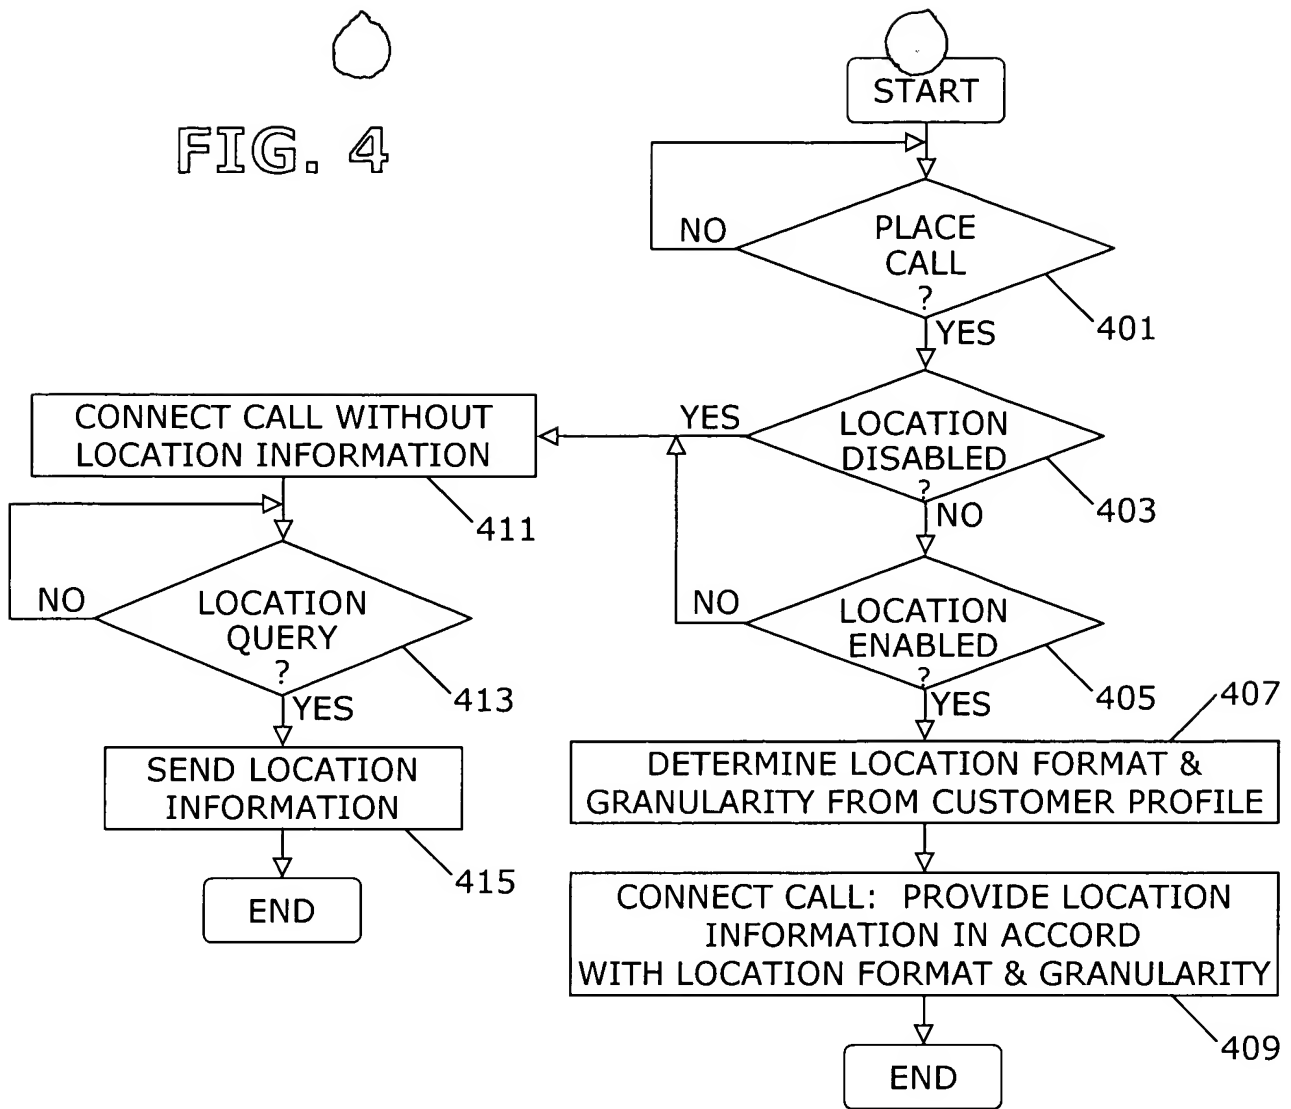 FIG. 4
START
NO
PLACE
CALL
?
401
YES
LOCATION
DISABLED
?
403
YES
NO
CONNECT CALL WITHOUT
LOCATION INFORMATION
411
NO
LOCATION
QUERY
?
413
YES
SEND LOCATION
INFORMATION
415
END
NO
LOCATION
ENABLED
?
405
YES
407
DETERMINE LOCATION FORMAT &
GRANULARITY FROM CUSTOMER PROFILE
CONNECT CALL: PROVIDE LOCATION
INFORMATION IN ACCORD
WITH LOCATION FORMAT & GRANULARITY
409
END